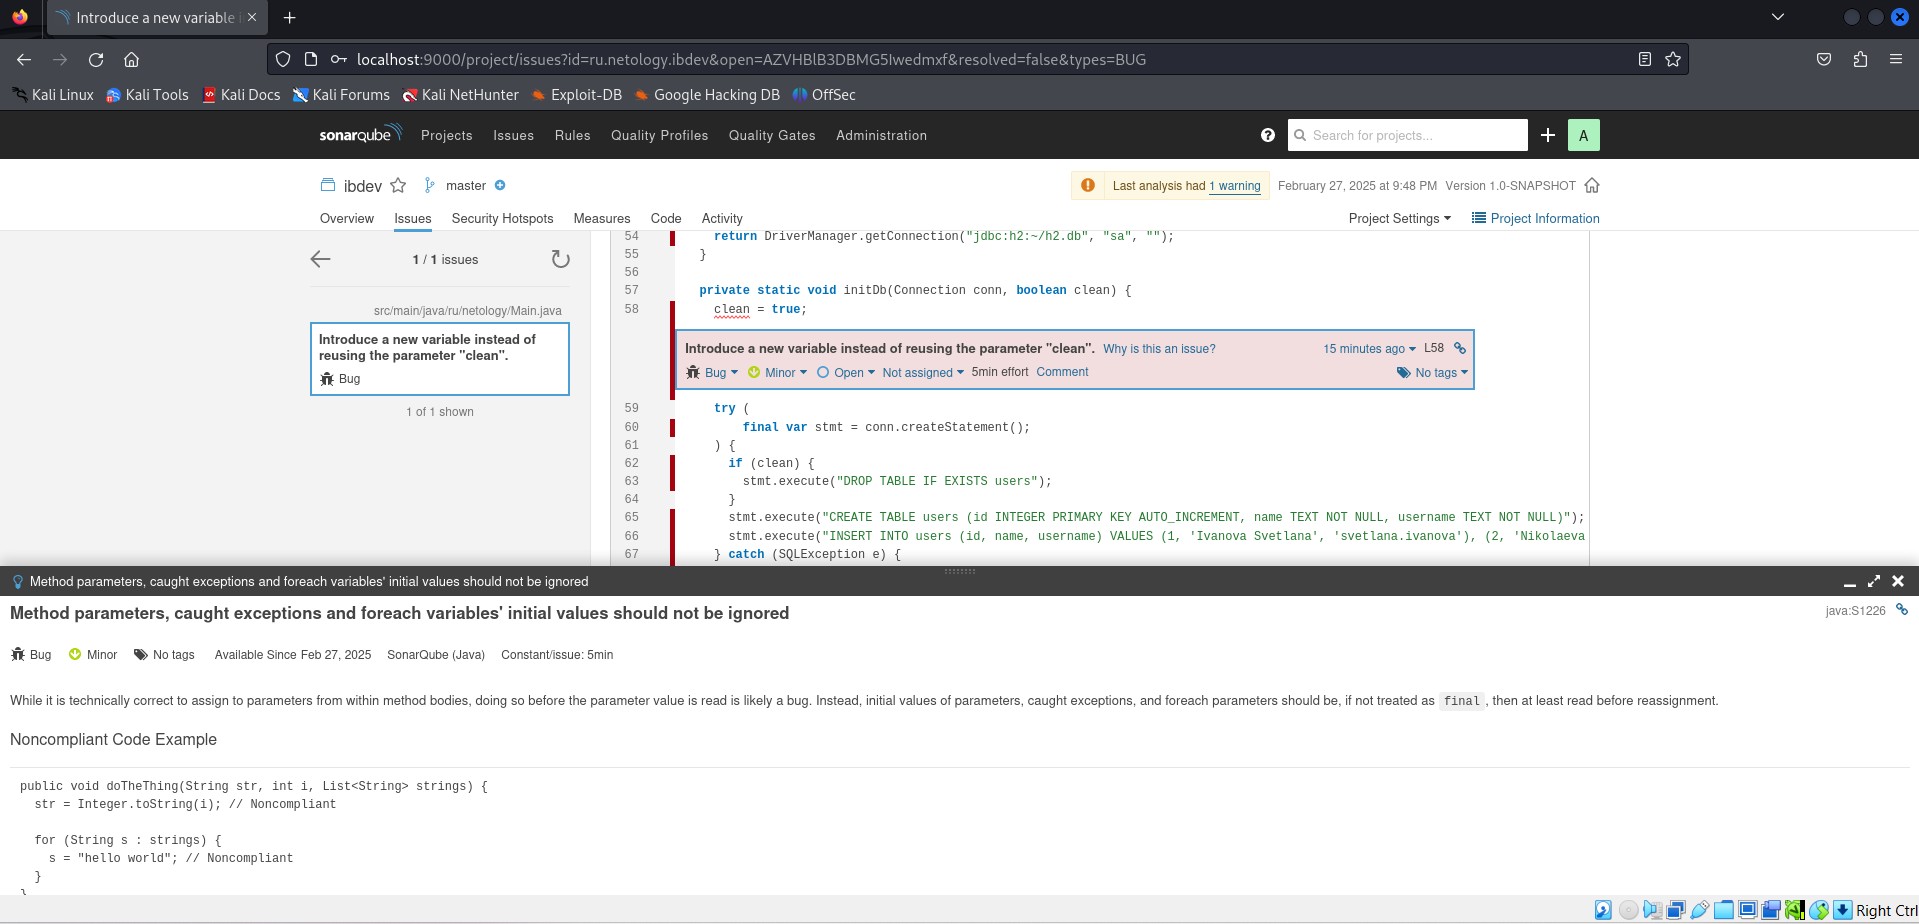 Introduce a new variable i
localhost:9000/project/issues?id=ru.netology.ibdev&open=AZVHBlB3DBMG5Iwedmxf&resolved=false&types=BUG
Kali Linux Kali Tools Kali Docs Kali Forums Kali NetHunter Exploit-DB Google Hacking DB OffSec
sonarqube Projects Issues Rules Quality Profiles Quality Gates Administration ? Search for projects... A
ibdev master Last analysis had 1 warning February 27, 2025 at 9:48 PM Version 1.0-SNAPSHOT
Overview Issues Security Hotspots Measures Code Activity Project Settings Project Information
1 / 1 issues
src/main/java/ru/netology/Main.java
Introduce a new variable instead of
reusing the parameter "clean".
Bug
1 of 1 shown
54 return DriverManager.getConnection("jdbc:h2:~/h2.db", "sa", "");
55 }
56
57 private static void initDb(Connection conn, boolean clean) {
58 clean = true;
Introduce a new variable instead of reusing the parameter "clean". Why is this an issue? 15 minutes ago L58
Bug Minor Open Not assigned 5min effort Comment No tags
59 try (
60 final var stmt = conn.createStatement();
61 ) {
62 if (clean) {
63 stmt.execute("DROP TABLE IF EXISTS users");
64 }
65 stmt.execute("CREATE TABLE users (id INTEGER PRIMARY KEY AUTO_INCREMENT, name TEXT NOT NULL, username TEXT NOT NULL)");
66 stmt.execute("INSERT INTO users (id, name, username) VALUES (1, 'Ivanova Svetlana', 'svetlana.ivanova'), (2, 'Nikolaeva
67 } catch (SQLException e) {
Method parameters, caught exceptions and foreach variables' initial values should not be ignored
Method parameters, caught exceptions and foreach variables' initial values should not be ignored java:S1226
Bug Minor No tags Available Since Feb 27, 2025 SonarQube (Java) Constant/issue: 5min
While it is technically correct to assign to parameters from within method bodies, doing so before the parameter value is read is likely a bug. Instead, initial values of parameters, caught exceptions, and foreach parameters should be, if not treated as final, then at least read before reassignment.
Noncompliant Code Example
public void doTheThing(String str, int i, List<String> strings) {
str = Integer.toString(i); // Noncompliant
for (String s : strings) {
s = "hello world"; // Noncompliant
}
}
Right Ctrl